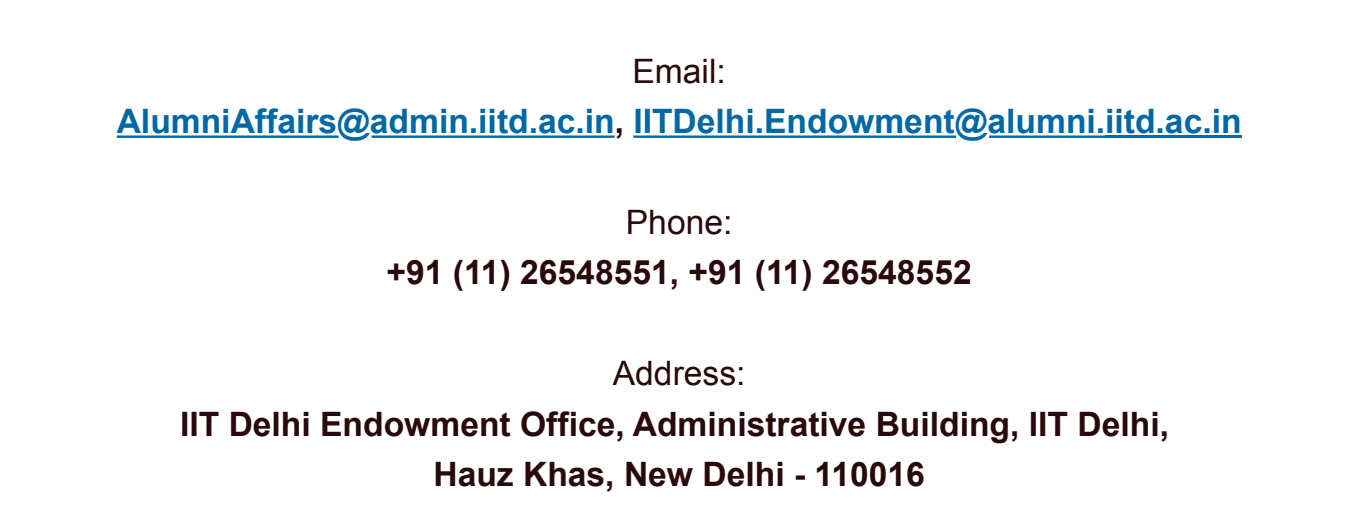 Email:
AlumniAffairs@admin.iitd.ac.in, IITDelhi.Endowment@alumni.iitd.ac.in
Phone:
+91 (11) 26548551, +91 (11) 26548552
Address:
IIT Delhi Endowment Office, Administrative Building, IIT Delhi,
Hauz Khas, New Delhi - 110016